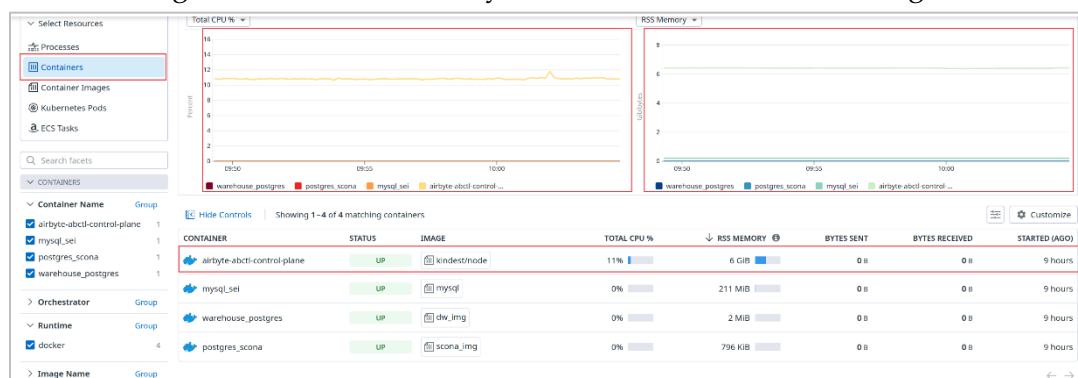 Select Resources
Processes
Containers
Container Images
Kubernetes Pods
ECS Tasks
Search facets
CONTAINERS
Container Name Group
airbyte-abctl-control-plane 1
mysql_sei 1
postgres_scona 1
warehouse_postgres 1
Orchestrator Group
Runtime Group
docker 4
Image Name Group
Total CPU %
16
14
12
10
8
6
4
2
0
Percent
09:50 09:55 10:00
warehouse_postgres postgres_scona mysql_sei airbyte-abctl-control-...
RSS Memory
8
6
4
2
0
Gibibytes
09:50 09:55 10:00
warehouse_postgres postgres_scona mysql_sei airbyte-abctl-control-...
Hide Controls Showing 1–4 of 4 matching containers
Customize
CONTAINER STATUS IMAGE TOTAL CPU % RSS MEMORY BYTES SENT BYTES RECEIVED STARTED (AGO)
airbyte-abctl-control-plane UP kindest/node 11% 6 GiB 0 B 0 B 9 hours
mysql_sei UP mysql 0% 211 MiB 0 B 0 B 9 hours
warehouse_postgres UP dw_img 0% 2 MiB 0 B 0 B 9 hours
postgres_scona UP scona_img 0% 796 KiB 0 B 0 B 9 hours